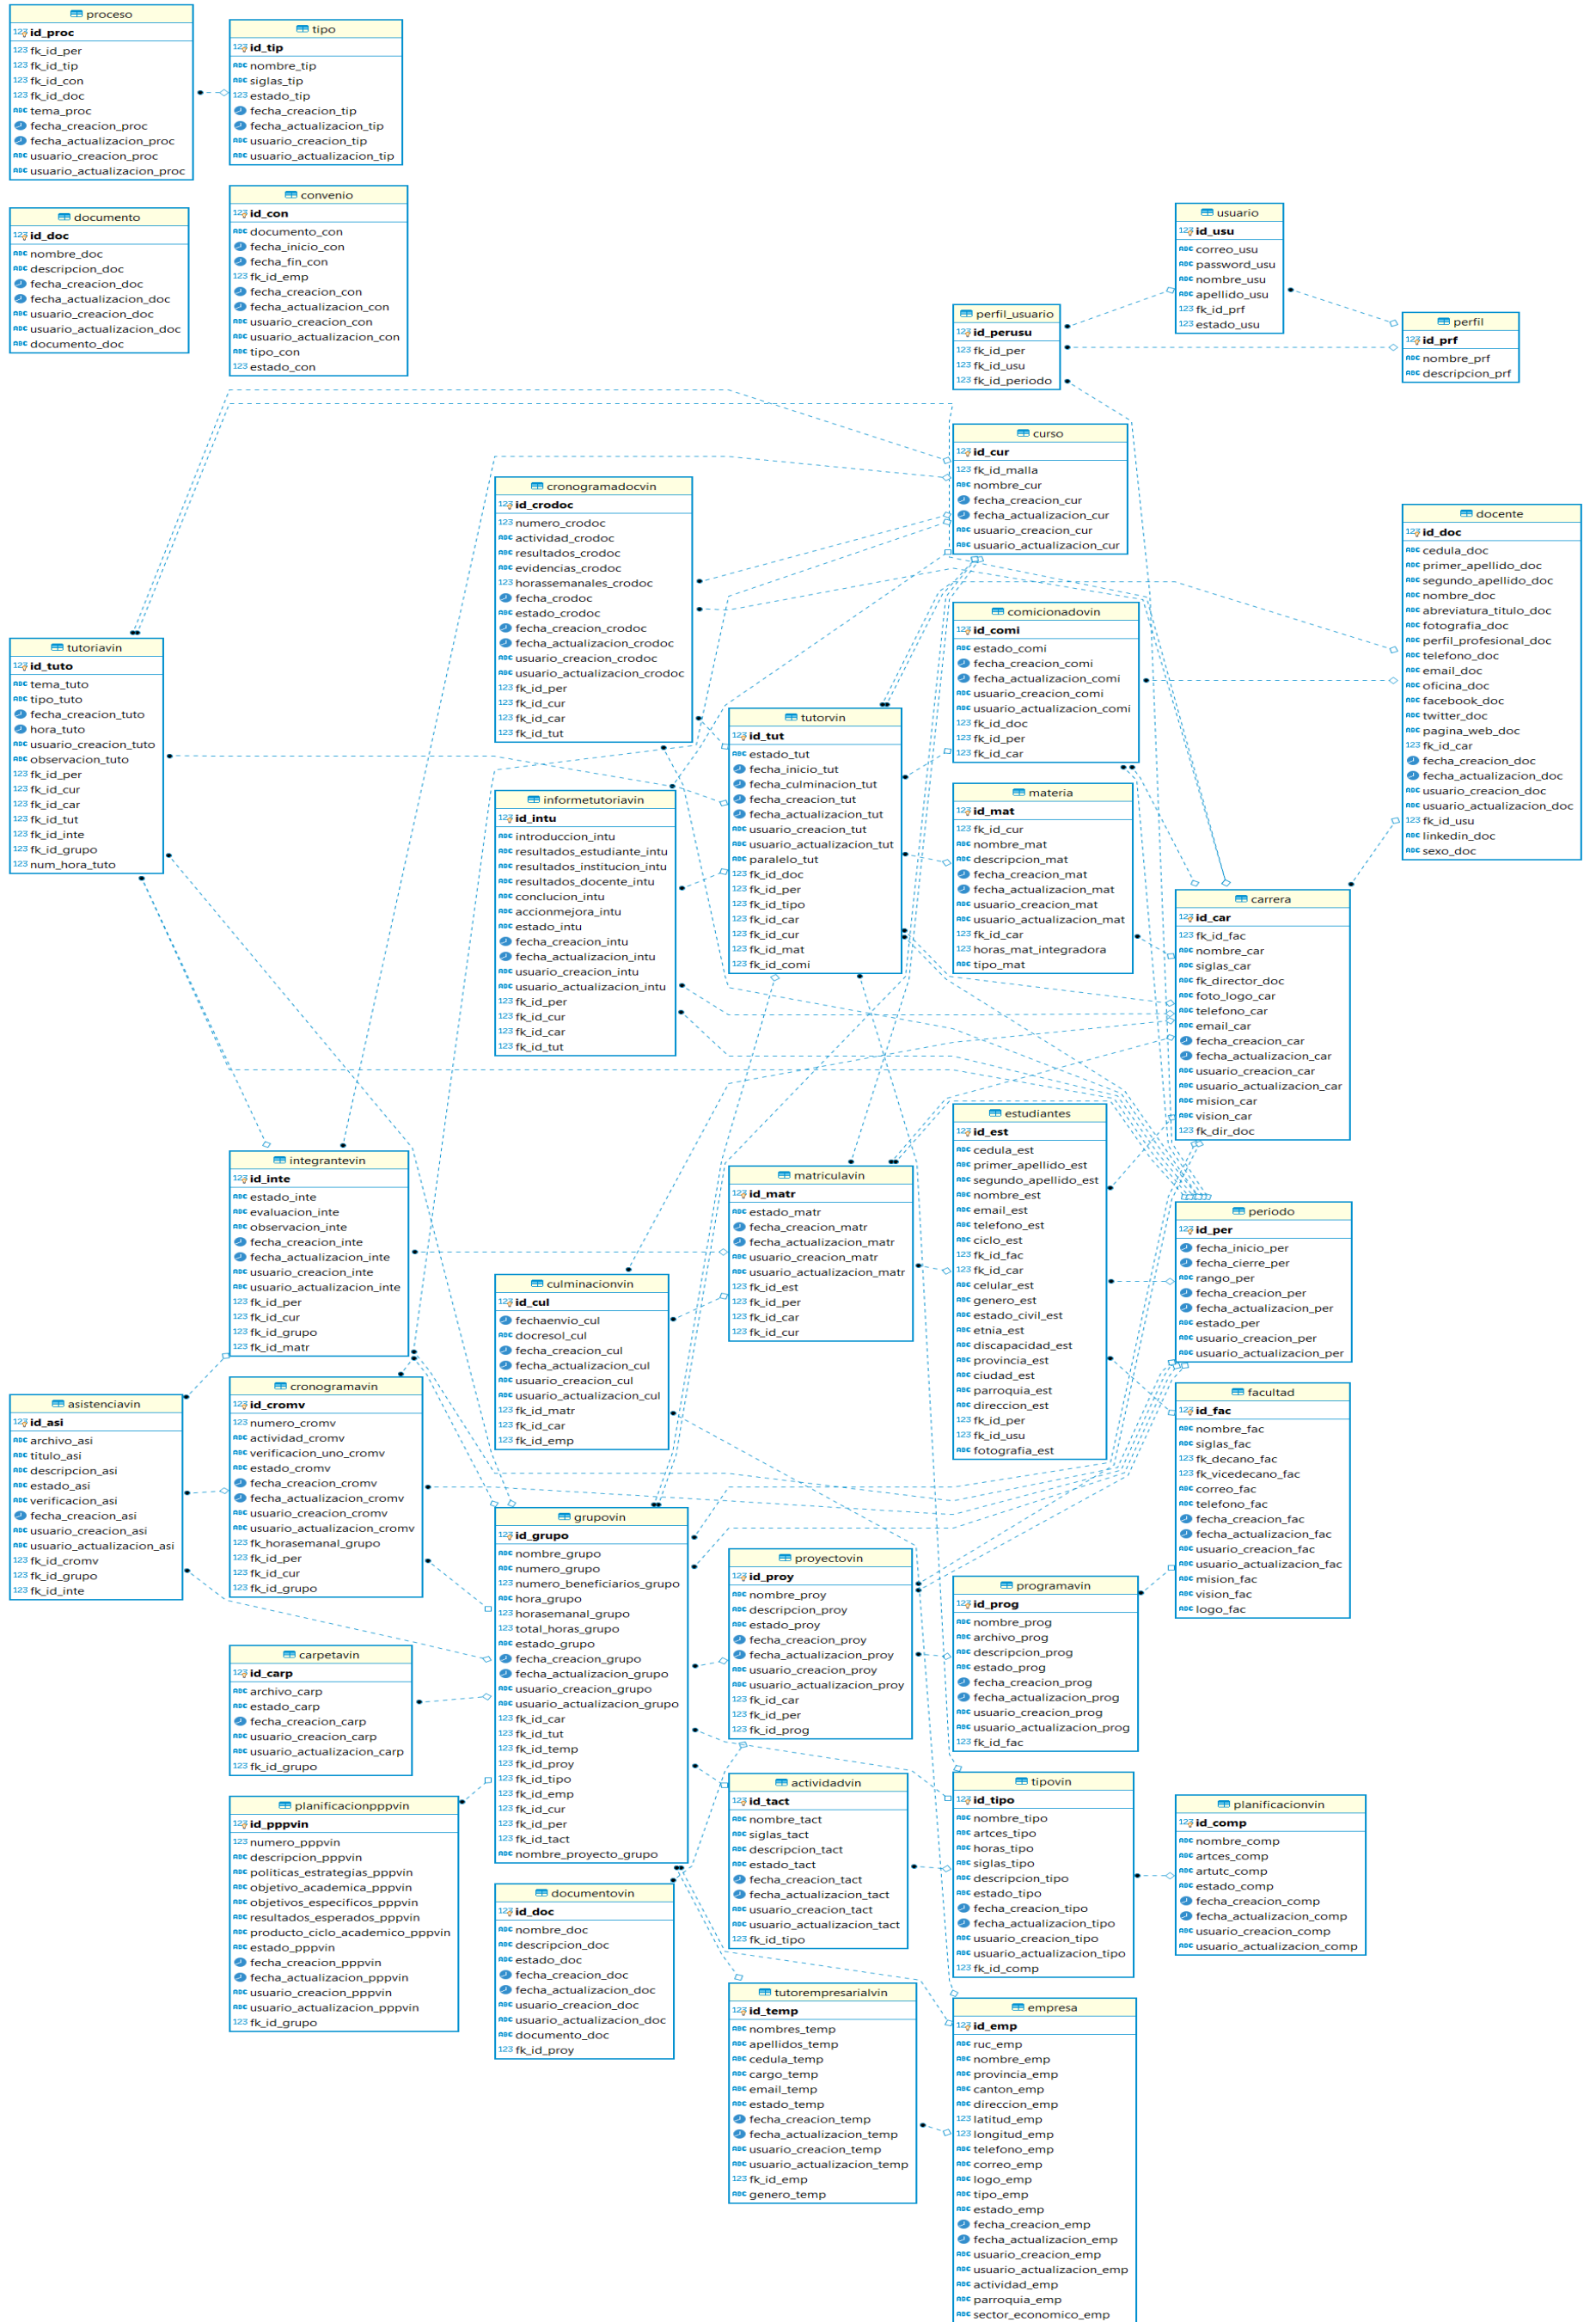 proceso
id_proc
fk_id_per
fk_id_tip
fk_id_con
fk_id_doc
tema_proc
fecha_creacion_proc
fecha_actualizacion_proc
usuario_creacion_proc
usuario_actualizacion_proc
tipo
id_tip
nombre_tip
siglas_tip
estado_tip
fecha_creacion_tip
fecha_actualizacion_tip
usuario_creacion_tip
usuario_actualizacion_tip
documento
id_doc
nombre_doc
descripcion_doc
fecha_creacion_doc
fecha_actualizacion_doc
usuario_creacion_doc
usuario_actualizacion_doc
documento_doc
convenio
id_con
documento_con
fecha_inicio_con
fecha_fin_con
fk_id_emp
fecha_creacion_con
fecha_actualizacion_con
usuario_creacion_con
usuario_actualizacion_con
tipo_con
estado_con
usuario
id_usu
correo_usu
password_usu
nombre_usu
apellido_usu
fk_id_prf
estado_usu
perfil_usuario
id_perusu
fk_id_per
fk_id_usu
fk_id_periodo
perfil
id_prf
nombre_prf
descripcion_prf
curso
id_cur
fk_id_malla
nombre_cur
fecha_creacion_cur
fecha_actualizacion_cur
usuario_creacion_cur
usuario_actualizacion_cur
cronogramadocvin
id_crodoc
numero_crodoc
actividad_crodoc
resultados_crodoc
evidencias_crodoc
horassemanales_crodoc
fecha_crodoc
estado_crodoc
fecha_creacion_crodoc
fecha_actualizacion_crodoc
usuario_creacion_crodoc
usuario_actualizacion_crodoc
fk_id_per
fk_id_cur
fk_id_car
fk_id_tut
docente
id_doc
cedula_doc
primer_apellido_doc
segundo_apellido_doc
nombre_doc
abreviatura_titulo_doc
fotografia_doc
perfil_profesional_doc
telefono_doc
email_doc
oficina_doc
facebook_doc
twitter_doc
pagina_web_doc
fk_id_car
fecha_creacion_doc
fecha_actualizacion_doc
usuario_creacion_doc
usuario_actualizacion_doc
fk_id_usu
linkedin_doc
sexo_doc
comicionadovin
id_comi
estado_comi
fecha_creacion_comi
fecha_actualizacion_comi
usuario_creacion_comi
usuario_actualizacion_comi
fk_id_doc
fk_id_per
fk_id_car
tutoriavin
id_tuto
tema_tuto
tipo_tuto
fecha_creacion_tuto
hora_tuto
usuario_creacion_tuto
observacion_tuto
fk_id_per
fk_id_cur
fk_id_car
fk_id_tut
fk_id_inte
fk_id_grupo
num_hora_tuto
tutorvin
id_tut
estado_tut
fecha_inicio_tut
fecha_culminacion_tut
fecha_creacion_tut
fecha_actualizacion_tut
usuario_creacion_tut
usuario_actualizacion_tut
paralelo_tut
fk_id_doc
fk_id_per
fk_id_tipo
fk_id_car
fk_id_cur
fk_id_mat
fk_id_comi
materia
id_mat
fk_id_cur
nombre_mat
descripcion_mat
fecha_creacion_mat
fecha_actualizacion_mat
usuario_creacion_mat
usuario_actualizacion_mat
fk_id_car
horas_mat_integradora
tipo_mat
informetutoriavin
id_intu
introduccion_intu
resultados_estudiante_intu
resultados_institucion_intu
resultados_docente_intu
conclucion_intu
accionmejora_intu
estado_intu
fecha_creacion_intu
fecha_actualizacion_intu
usuario_creacion_intu
usuario_actualizacion_intu
fk_id_per
fk_id_cur
fk_id_car
fk_id_tut
carrera
id_car
fk_id_fac
nombre_car
siglas_car
fk_director_doc
foto_logo_car
telefono_car
email_car
fecha_creacion_car
fecha_actualizacion_car
usuario_creacion_car
usuario_actualizacion_car
mision_car
vision_car
fk_dir_doc
estudiantes
id_est
cedula_est
primer_apellido_est
segundo_apellido_est
nombre_est
email_est
telefono_est
ciclo_est
fk_id_fac
fk_id_car
celular_est
genero_est
estado_civil_est
etnia_est
discapacidad_est
provincia_est
ciudad_est
parroquia_est
direccion_est
fk_id_per
fk_id_usu
fotografia_est
integrantevin
id_inte
estado_inte
evaluacion_inte
observacion_inte
fecha_creacion_inte
fecha_actualizacion_inte
usuario_creacion_inte
usuario_actualizacion_inte
fk_id_per
fk_id_cur
fk_id_grupo
fk_id_matr
matriculavin
id_matr
estado_matr
fecha_creacion_matr
fecha_actualizacion_matr
usuario_creacion_matr
usuario_actualizacion_matr
fk_id_est
fk_id_per
fk_id_car
fk_id_cur
periodo
id_per
fecha_inicio_per
fecha_cierre_per
rango_per
fecha_creacion_per
fecha_actualizacion_per
estado_per
usuario_creacion_per
usuario_actualizacion_per
culminacionvin
id_cul
fechaenvio_cul
docresol_cul
fecha_creacion_cul
fecha_actualizacion_cul
usuario_creacion_cul
usuario_actualizacion_cul
fk_id_matr
fk_id_car
fk_id_emp
asistenciavin
id_asi
archivo_asi
titulo_asi
descripcion_asi
estado_asi
verificacion_asi
fecha_creacion_asi
usuario_creacion_asi
usuario_actualizacion_asi
fk_id_cromv
fk_id_grupo
fk_id_inte
cronogramavin
id_cromv
numero_cromv
actividad_cromv
verificacion_uno_cromv
estado_cromv
fecha_creacion_cromv
fecha_actualizacion_cromv
usuario_creacion_cromv
usuario_actualizacion_cromv
fk_horasemanal_grupo
fk_id_per
fk_id_cur
fk_id_grupo
facultad
id_fac
nombre_fac
siglas_fac
fk_decano_fac
fk_vicedecano_fac
correo_fac
telefono_fac
fecha_creacion_fac
fecha_actualizacion_fac
usuario_creacion_fac
usuario_actualizacion_fac
mision_fac
vision_fac
logo_fac
grupovin
id_grupo
nombre_grupo
numero_grupo
numero_beneficiarios_grupo
hora_grupo
horasemanal_grupo
total_horas_grupo
estado_grupo
fecha_creacion_grupo
fecha_actualizacion_grupo
usuario_creacion_grupo
usuario_actualizacion_grupo
fk_id_car
fk_id_tut
fk_id_temp
fk_id_proy
fk_id_tipo
fk_id_emp
fk_id_cur
fk_id_per
fk_id_tact
nombre_proyecto_grupo
proyectovin
id_proy
nombre_proy
descripcion_proy
estado_proy
fecha_creacion_proy
fecha_actualizacion_proy
usuario_creacion_proy
usuario_actualizacion_proy
fk_id_car
fk_id_per
fk_id_prog
programavin
id_prog
nombre_prog
archivo_prog
descripcion_prog
estado_prog
fecha_creacion_prog
fecha_actualizacion_prog
usuario_creacion_prog
usuario_actualizacion_prog
fk_id_fac
carpetavin
id_carp
archivo_carp
estado_carp
fecha_creacion_carp
usuario_creacion_carp
usuario_actualizacion_carp
fk_id_grupo
planificacionpppvin
id_pppvin
numero_pppvin
descripcion_pppvin
politicas_estrategias_pppvin
objetivo_academica_pppvin
objetivos_especificos_pppvin
resultados_esperados_pppvin
producto_ciclo_academico_pppvin
estado_pppvin
fecha_creacion_pppvin
fecha_actualizacion_pppvin
usuario_creacion_pppvin
usuario_actualizacion_pppvin
fk_id_grupo
actividadvin
id_tact
nombre_tact
siglas_tact
descripcion_tact
estado_tact
fecha_creacion_tact
fecha_actualizacion_tact
usuario_creacion_tact
usuario_actualizacion_tact
fk_id_tipo
tipovin
id_tipo
nombre_tipo
artces_tipo
horas_tipo
siglas_tipo
descripcion_tipo
estado_tipo
fecha_creacion_tipo
fecha_actualizacion_tipo
usuario_creacion_tipo
usuario_actualizacion_tipo
fk_id_comp
planificacionvin
id_comp
nombre_comp
artces_comp
artutc_comp
estado_comp
fecha_creacion_comp
fecha_actualizacion_comp
usuario_creacion_comp
usuario_actualizacion_comp
documentovin
id_doc
nombre_doc
descripcion_doc
estado_doc
fecha_creacion_doc
fecha_actualizacion_doc
usuario_creacion_doc
usuario_actualizacion_doc
documento_doc
fk_id_proy
tutorempresarialvin
id_temp
nombres_temp
apellidos_temp
cedula_temp
cargo_temp
email_temp
estado_temp
fecha_creacion_temp
fecha_actualizacion_temp
usuario_creacion_temp
usuario_actualizacion_temp
fk_id_emp
genero_temp
empresa
id_emp
ruc_emp
nombre_emp
provincia_emp
canton_emp
direccion_emp
latitud_emp
longitud_emp
telefono_emp
correo_emp
logo_emp
tipo_emp
estado_emp
fecha_creacion_emp
fecha_actualizacion_emp
usuario_creacion_emp
usuario_actualizacion_emp
actividad_emp
parroquia_emp
sector_economico_emp